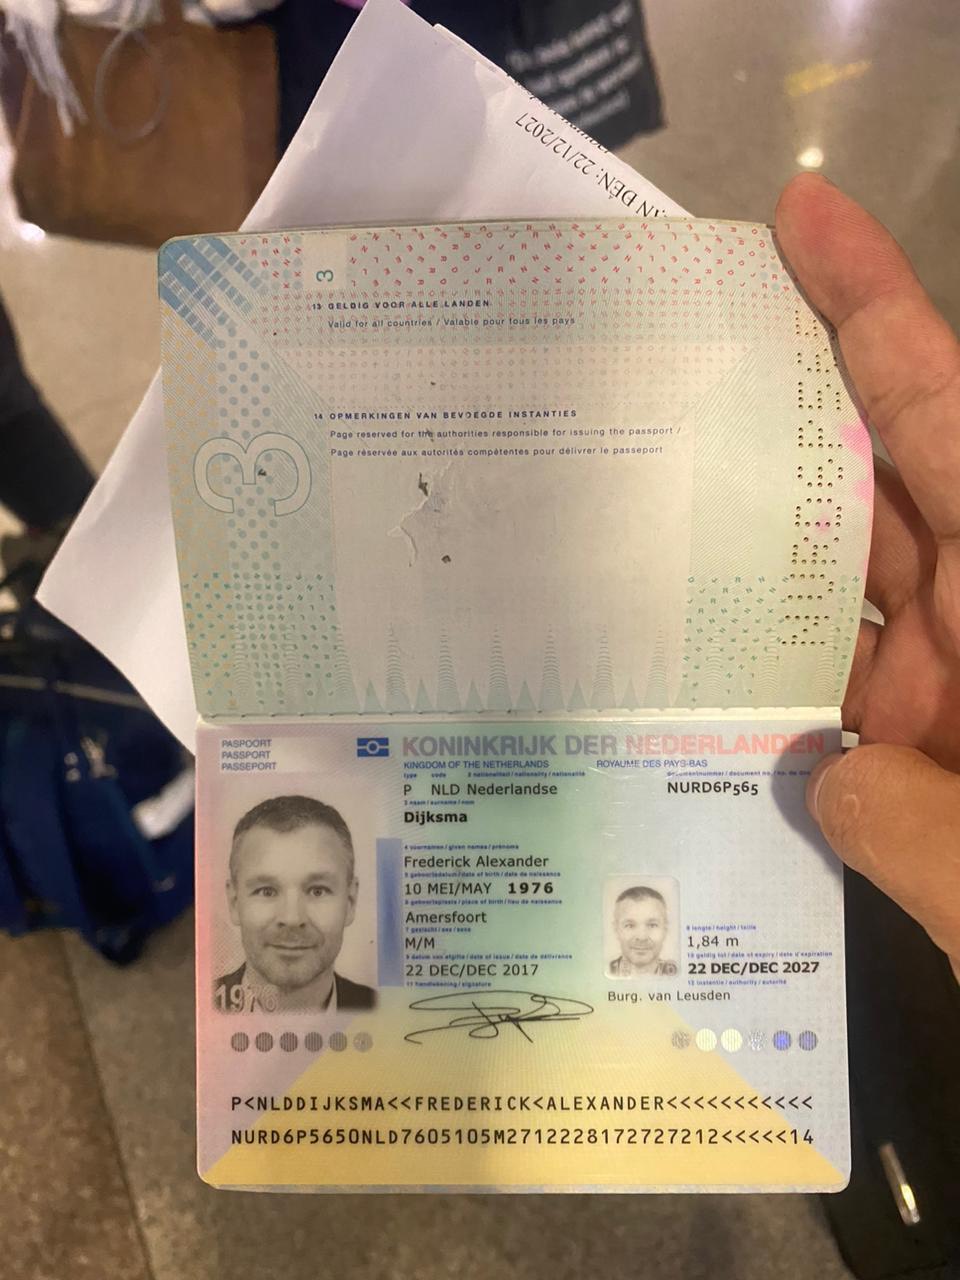 ẠN ĐẾN: 22/12/2027
3
13 GELDIG VOOR ALLE LANDEN
Valid for all countries / Valable pour tous les pays
14 OPMERKINGEN VAN BEVOEGDE INSTANTIES
Page reserved for the authorities responsible for issuing the passport /
Page réservée aux autorités compétentes pour délivrer le passeport
3
PASPOORT
PASSPORT
PASSEPORT
KONINKRIJK DER NEDERLANDEN
KINGDOM OF THE NETHERLANDS ROYAUME DES PAYS-BAS
type code 2 nationaliteit / nationality / nationalité documentnummer / document no. / no. de
P NLD Nederlandse NURD6P565
3 naam / surname / nom
Dijksma
4 voornamen / given names / prénoms
Frederick Alexander
5 geboortedatum / date of birth / date de naissance
10 MEI/MAY 1976
6 geboorteplaats / place of birth / lieu de naissance
Amersfoort
7 geslacht / sex / sexe 8 lengte / height / taille
M/M 1,84 m
9 datum van afgifte / date of issue / date de délivrance 10 geldig tot / date of expiry / date d'expiration
22 DEC/DEC 2017 22 DEC/DEC 2027
11 handtekening / signature 12 instantie / authority / autorité
Burg. van Leusden
1976
P<NLDDIJKSMA<<FREDERICK<ALEXANDER<<<<<<<<<<<
NURD6P5650NLD7605105M2712228172727212<<<<<14